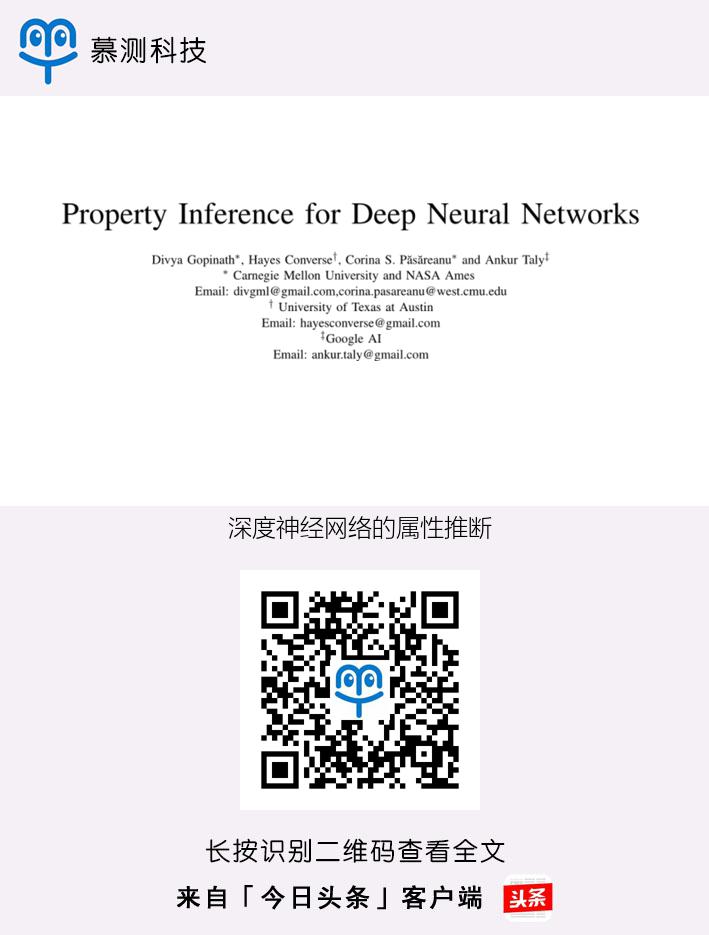 慕测科技
Property Inference for Deep Neural Networks
Divya Gopinath*, Hayes Converse†, Corina S. Păsăreanu* and Ankur Taly‡
* Carnegie Mellon University and NASA Ames
Email: divgml@gmail.com,corina.pasareanu@west.cmu.edu
† University of Texas at Austin
Email: hayesconverse@gmail.com
‡Google AI
Email: ankur.taly@gmail.com
深度神经网络的属性推断
长按识别二维码查看全文
来自「今日头条」客户端
头条